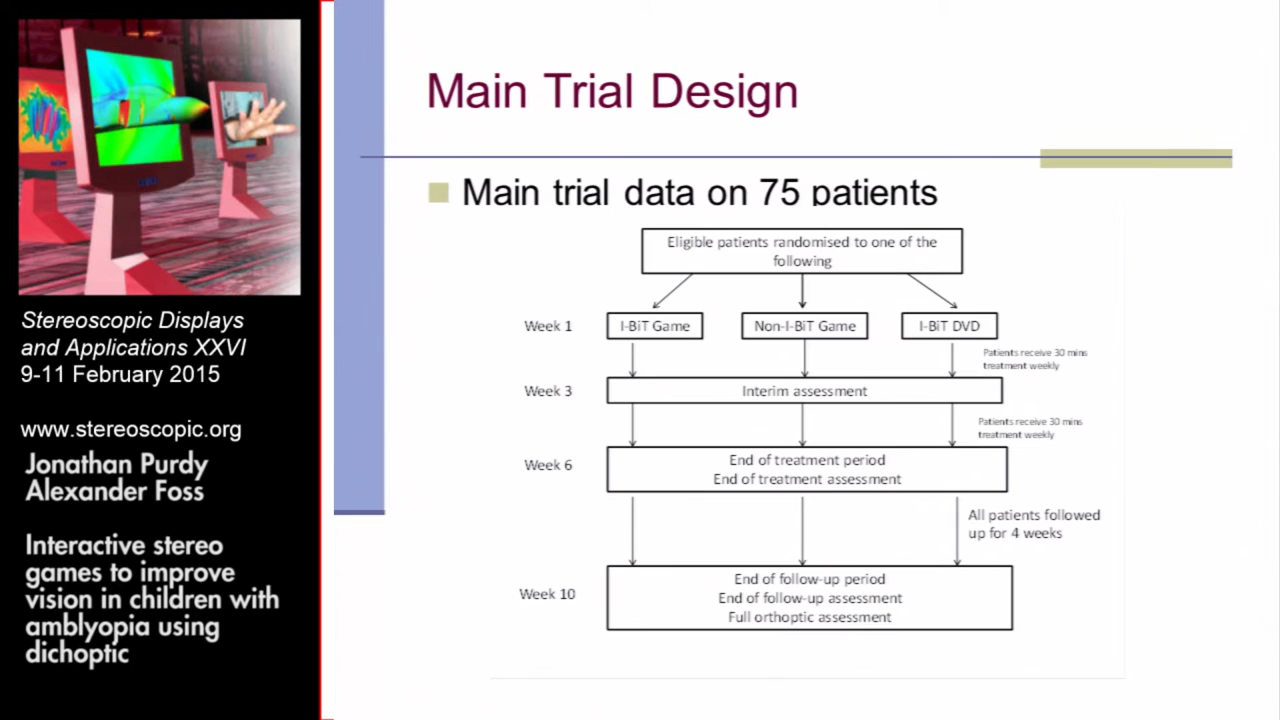 Stereoscopic Displays
and Applications XXVI
9-11 February 2015
www.stereoscopic.org
Jonathan Purdy
Alexander Foss
Interactive stereo
games to improve
vision in children with
amblyopia using
dichoptic
Main Trial Design
Main trial data on 75 patients
Eligible patients randomised to one of the
following
Week 1
I-BiT Game
Non-I-BiT Game
I-BiT DVD
Patients receive 30 mins
treatment weekly
Week 3
Interim assessment
Patients receive 30 mins
treatment weekly
Week 6
End of treatment period
End of treatment assessment
All patients followed
up for 4 weeks
Week 10
End of follow-up period
End of follow-up assessment
Full orthoptic assessment